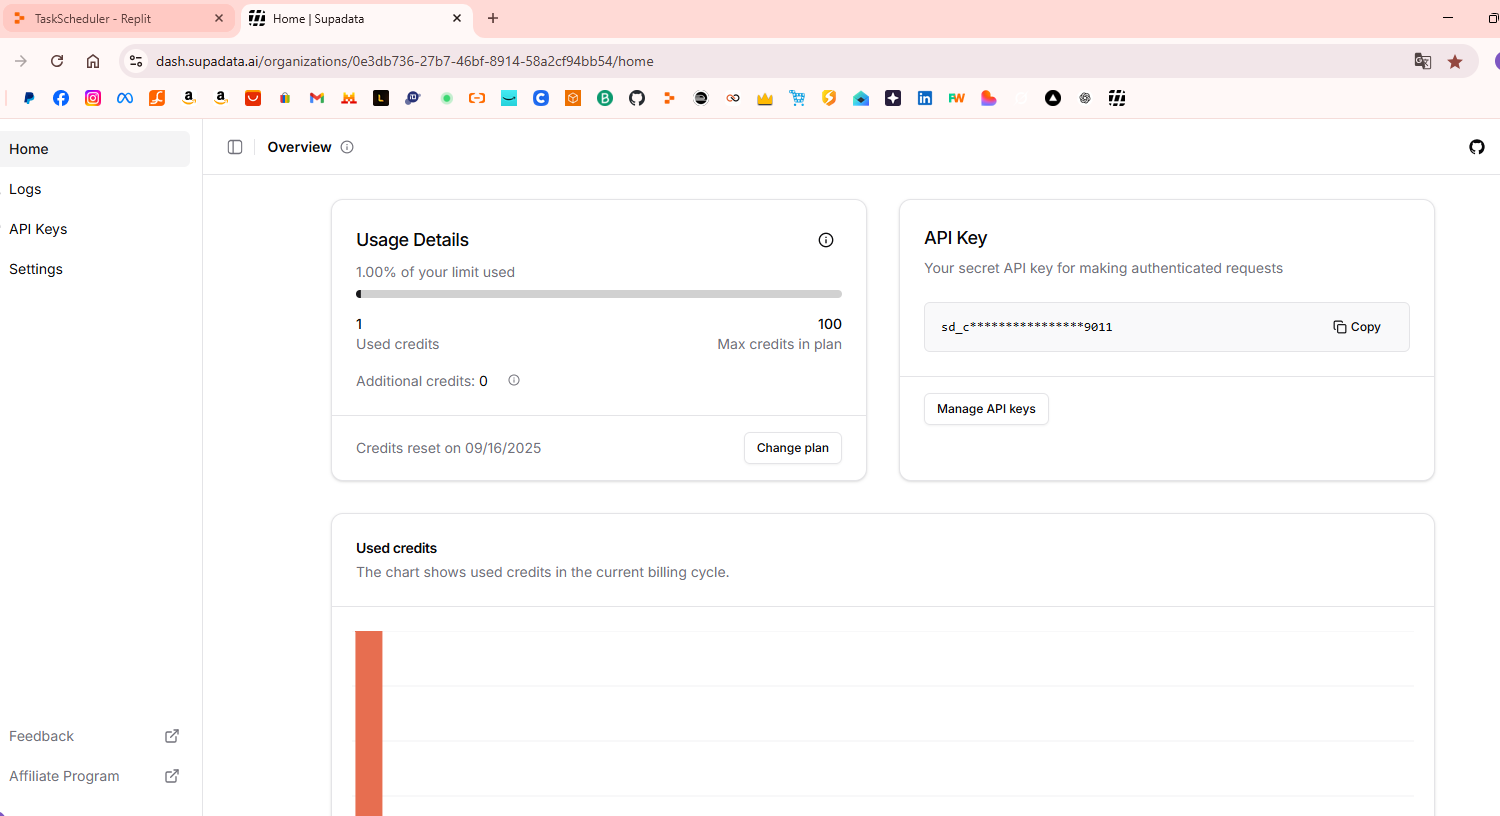 TaskScheduler - Replit
Home | Supadata
dash.supadata.ai/organizations/0e3db736-27b7-46bf-8914-58a2cf94bb54/home
Home
Logs
API Keys
Settings
Feedback
Affiliate Program
Overview
Usage Details
1.00% of your limit used
1 100
Used credits Max credits in plan
Additional credits: 0
Credits reset on 09/16/2025 Change plan
API Key
Your secret API key for making authenticated requests
sd_c****************9011 Copy
Manage API keys
Used credits
The chart shows used credits in the current billing cycle.